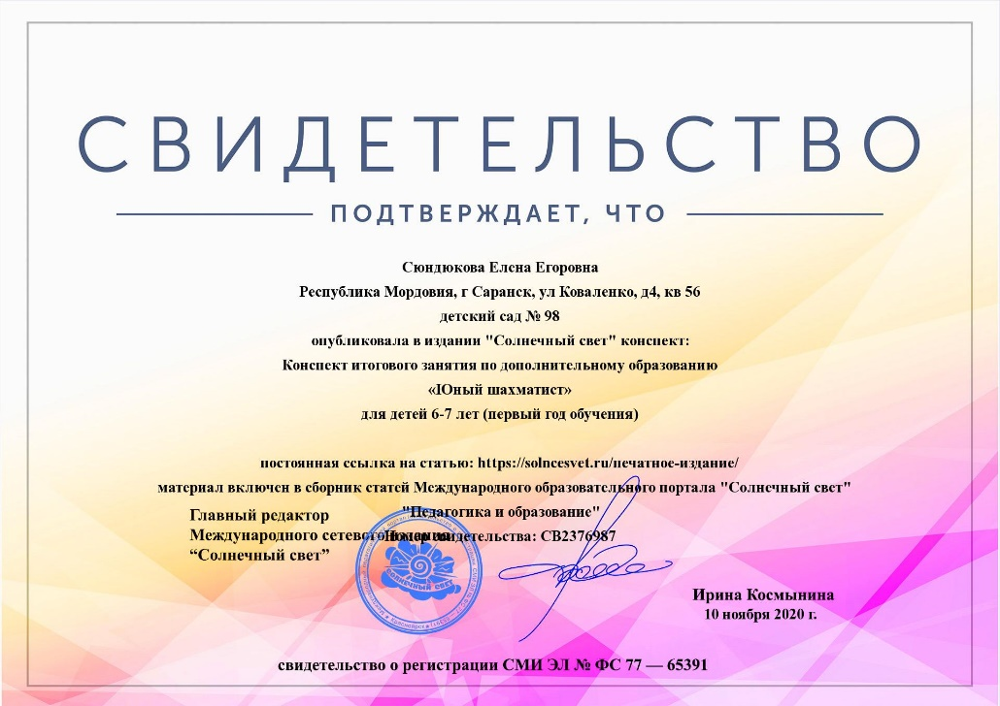 СВИДЕТЕЛЬСТВО
ПОДТВЕРЖДАЕТ, ЧТО
Сюндюкова Елена Егоровна
Республика Мордовия, г Саранск, ул Коваленко, д4, кв 56
детский сад № 98
опубликовала в издании "Солнечный свет" конспект:
Конспект итогового занятия по дополнительному образованию
«Юный шахматист»
для детей 6-7 лет (первый год обучения)
постоянная ссылка на статью: https://solncesvet.ru/печатное-издание/
материал включен в сборник статей Международного образовательного портала "Солнечный свет"
"Педагогика и образование"
Номер свидетельства: СВ2376987
Главный редактор
Международного сетевого издания
“Солнечный свет”
СОЛНЕЧНЫЙ СВЕТ
Ирина Космынина
10 ноября 2020 г.
свидетельство о регистрации СМИ ЭЛ № ФС 77 — 65391